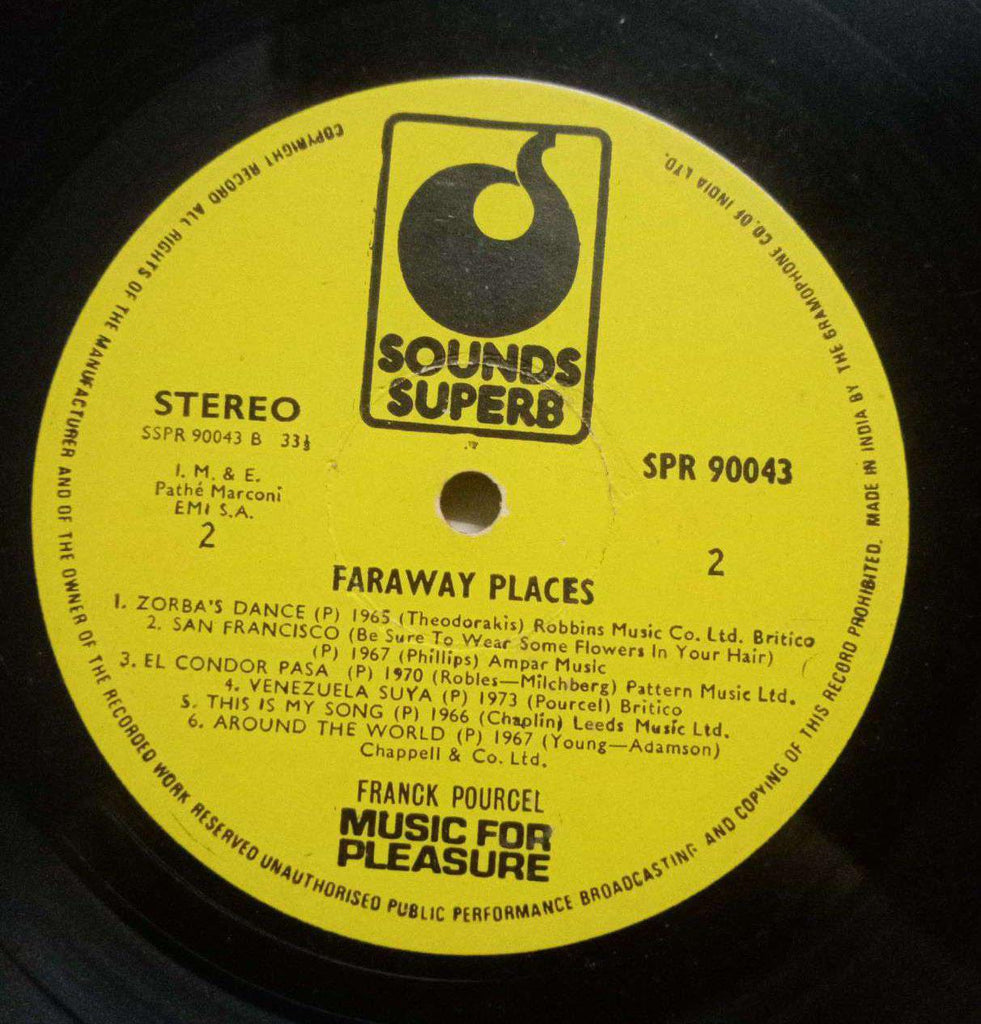 SOUNDS
SUPERB
STEREO
SSPR 90043 B 33⅓
I. M. & E.
Pathé Marconi
EMI S.A.
2
SPR 90043
2
FARAWAY PLACES
1. ZORBA'S DANCE (P) 1965 (Theodorakis) Robbins Music Co. Ltd. Britico
2. SAN FRANCISCO (Be Sure To Wear Some Flowers In Your Hair)
(P) 1967 (Phillips) Ampar Music
3. EL CONDOR PASA (P) 1970 (Robles—Milchberg) Pattern Music Ltd.
4. VENEZUELA SUYA (P) 1973 (Pourcel) Britico
5. THIS IS MY SONG (P) 1966 (Chaplin) Leeds Music Ltd.
6. AROUND THE WORLD (P) 1967 (Young—Adamson)
Chappell & Co. Ltd.
FRANCK POURCEL
MUSIC FOR
PLEASURE
COPYRIGHT RECORD ALL RIGHTS OF THE MANUFACTURER AND OF THE OWNER OF THE RECORDED WORK RESERVED UNAUTHORISED PUBLIC PERFORMANCE BROADCASTING AND COPYING OF THIS RECORD PROHIBITED. MADE IN INDIA BY THE GRAMOPHONE CO. OF INDIA LTD.